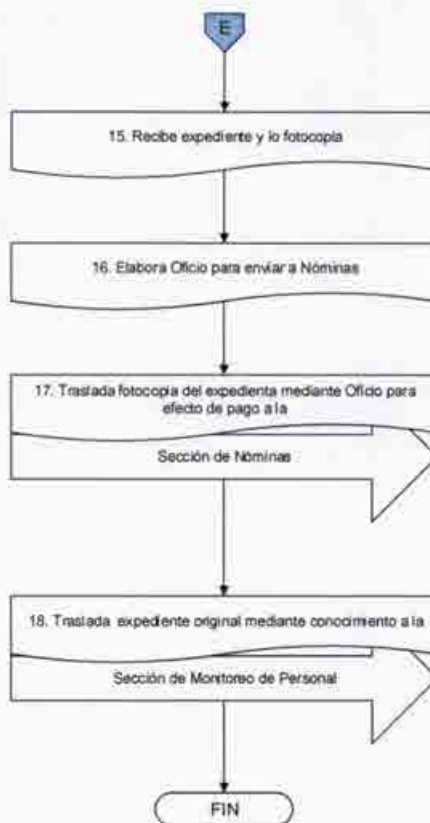 E
15. Recibe expediente y lo fotocopia
16. Elabora Oficio para enviar a Nóminas
17. Traslada fotocopia del expedienta mediante Oficio para
efecto de pago a la
Sección de Nóminas
18. Traslada expediente original mediante conocimiento a la
Sección de Monitoreo de Personal
FIN